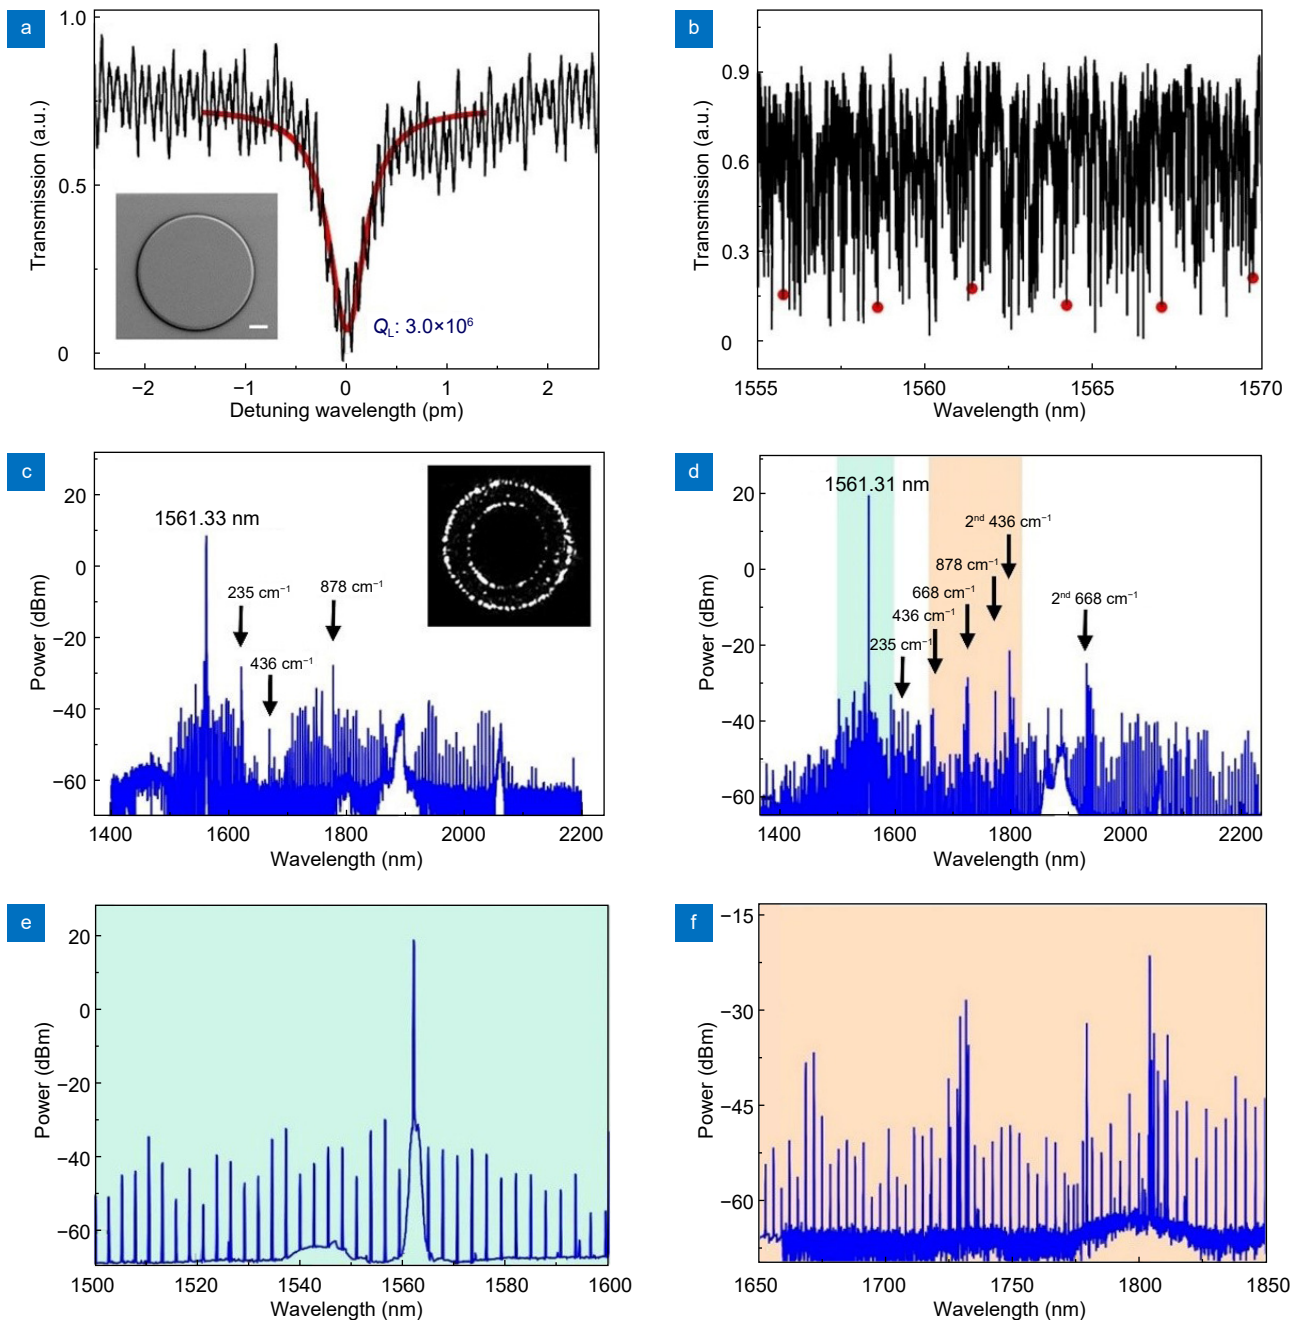 a
1.0
0.5
0
Transmission (a.u.)
Q_L: 3.0×10⁶
−2
−1
0
1
2
Detuning wavelength (pm)
b
0.9
0.6
0.3
0
Transmission (a.u.)
1555
1560
1565
1570
Wavelength (nm)
c
20
0
−20
−40
−60
Power (dBm)
1561.33 nm
235 cm⁻¹
878 cm⁻¹
436 cm⁻¹
1400
1600
1800
2000
2200
Wavelength (nm)
d
20
0
−20
−40
−60
Power (dBm)
1561.31 nm
2nd 436 cm⁻¹
878 cm⁻¹
668 cm⁻¹
2nd 668 cm⁻¹
436 cm⁻¹
235 cm⁻¹
1400
1600
1800
2000
2200
Wavelength (nm)
e
20
0
−20
−40
−60
Power (dBm)
1500
1520
1540
1560
1580
1600
Wavelength (nm)
f
−15
−30
−45
−60
Power (dBm)
1650
1700
1750
1800
1850
Wavelength (nm)